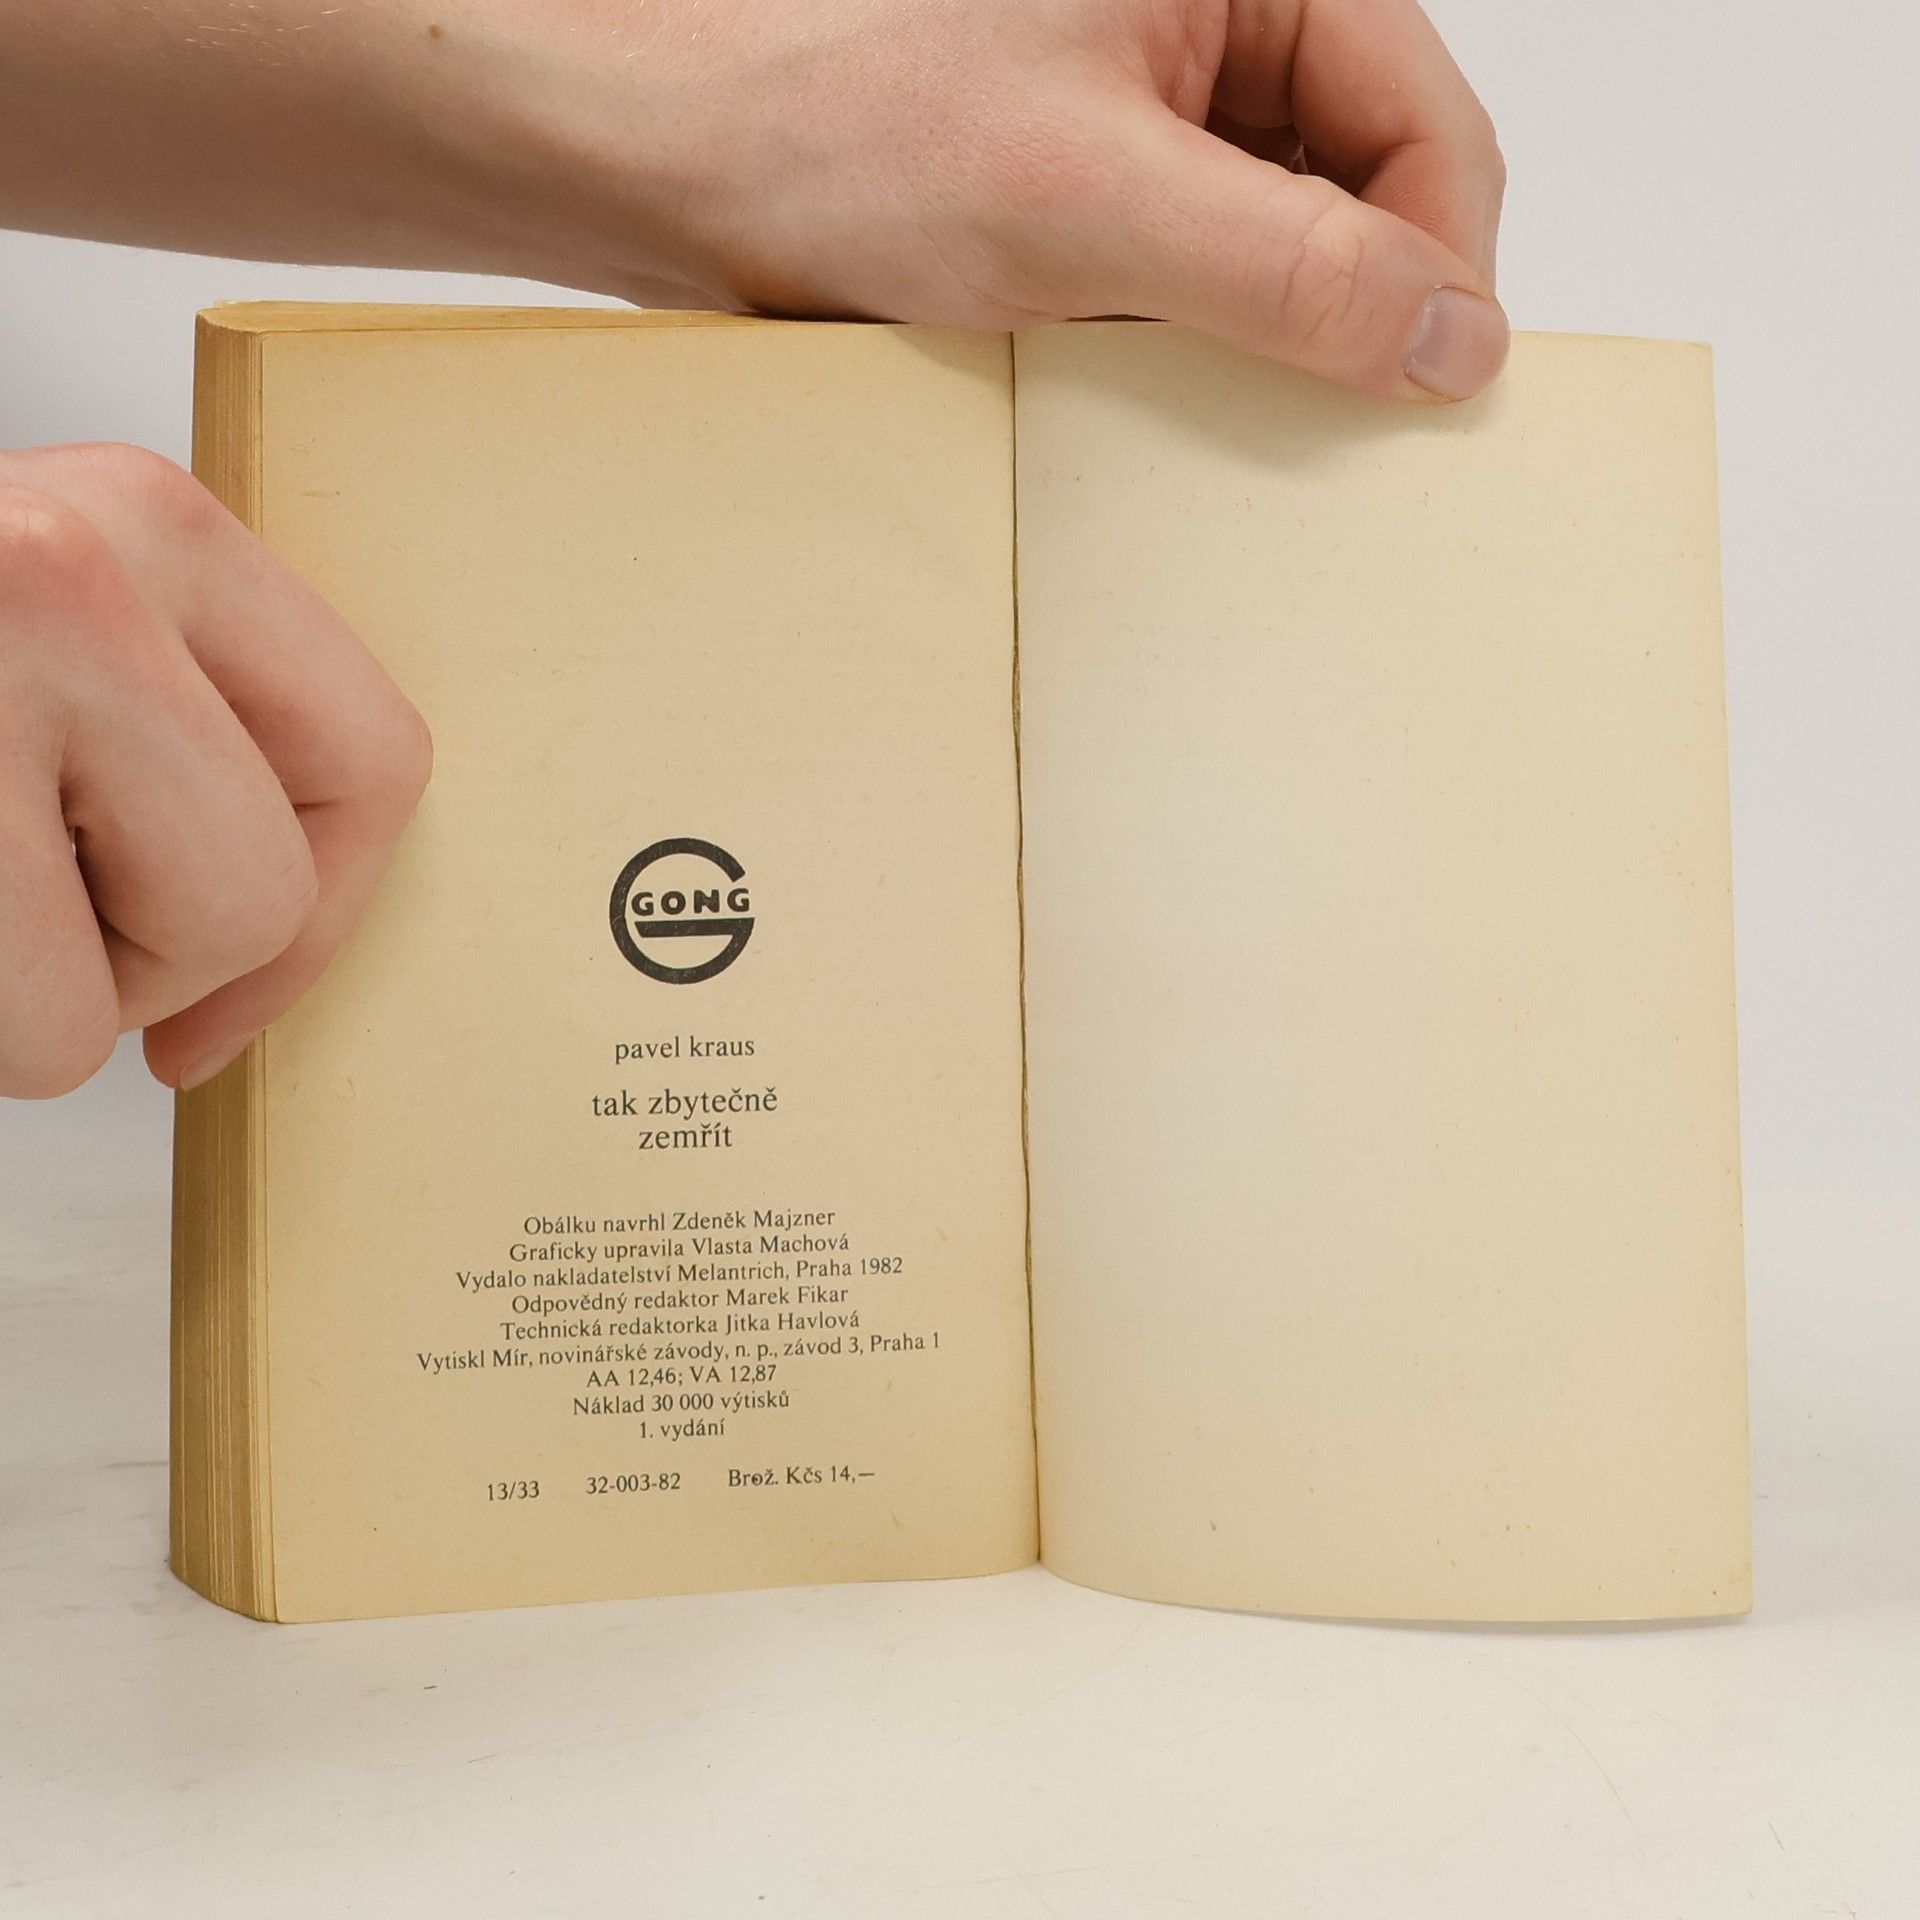 GONG
pavel kraus
tak zbytečně
zemřít
Obálku navrhl Zdeněk Majzner
Graficky upravila Vlasta Machová
Vydalo nakladatelství Melantrich, Praha 1982
Odpovědný redaktor Marek Fikar
Technická redaktorka Jitka Havlová
Vytiskl Mír, novinářské závody, n. p., závod 3, Praha 1
AA 12,46; VA 12,87
Náklad 30 000 výtisků
1. vydání
13/33 32-003-82 Brož. Kčs 14,—